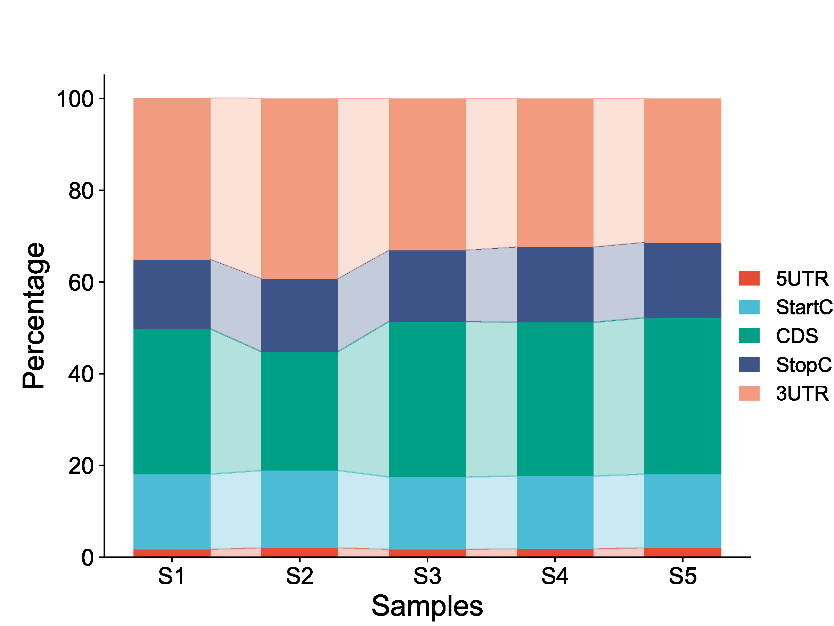 Percentage
100
80
60
40
20
0
S1 S2 S3 S4 S5
Samples
5UTR
StartC
CDS
StopC
3UTR